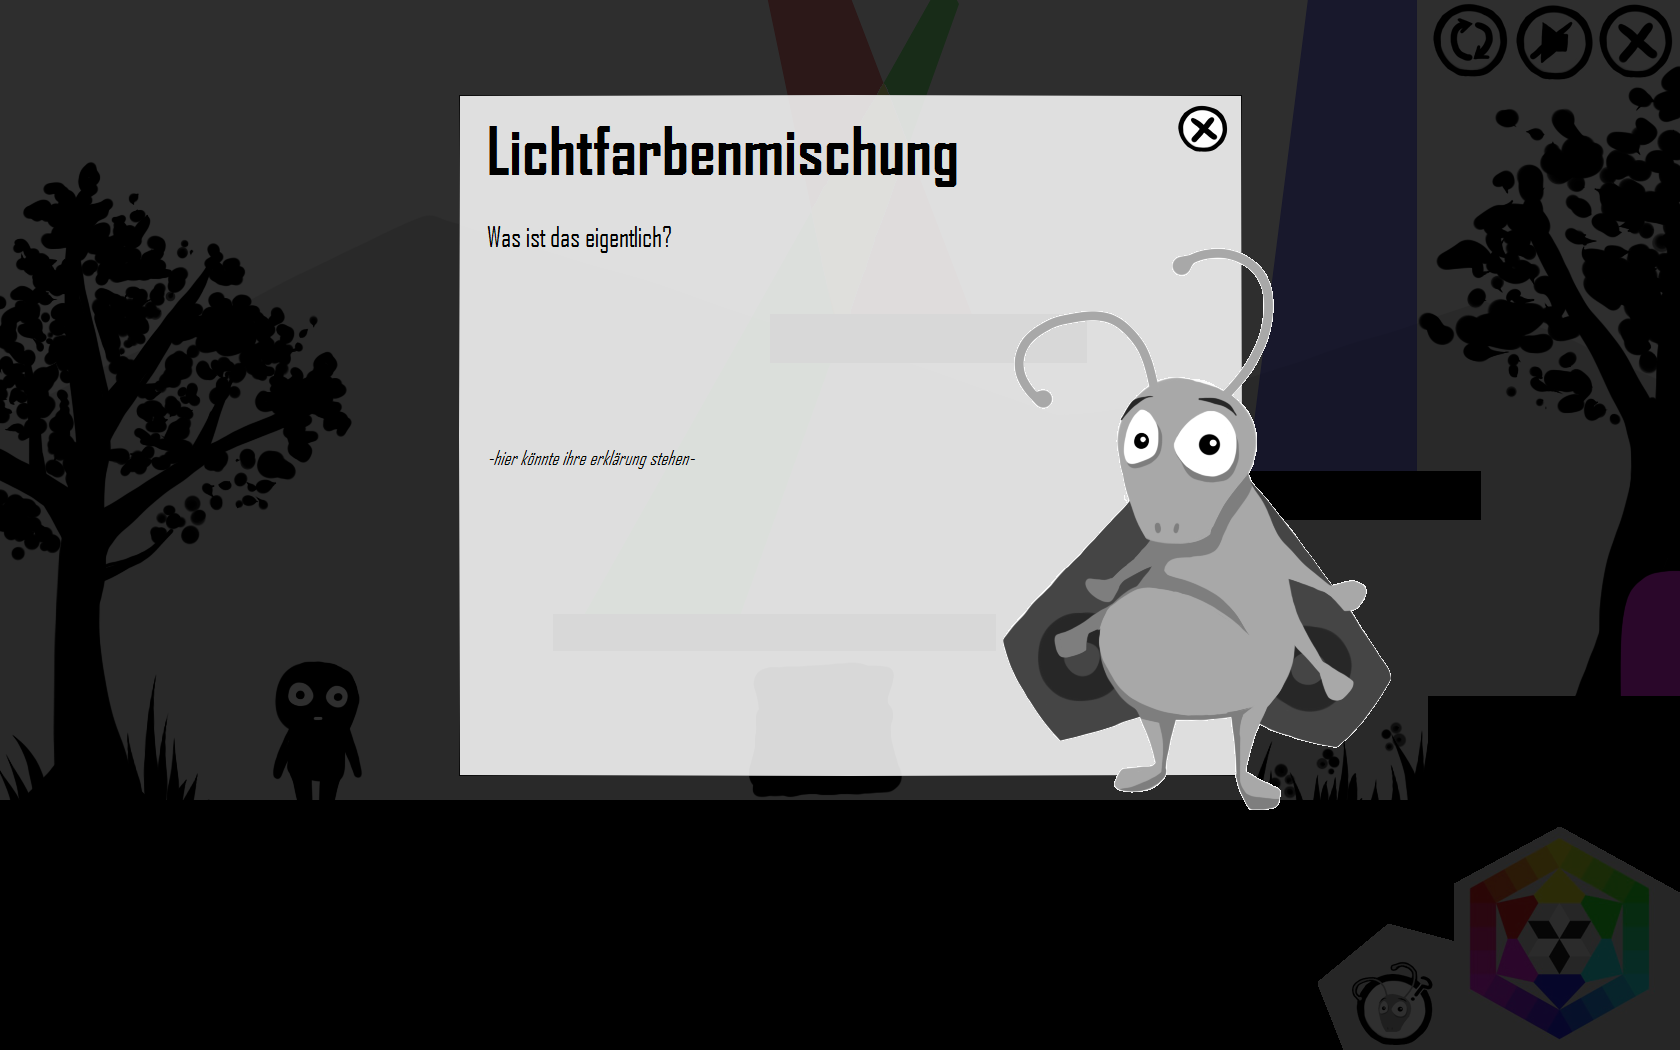 Lichtfarbenmischung
Was ist das eigentlich?
-hier könnte ihre erklärung stehen-